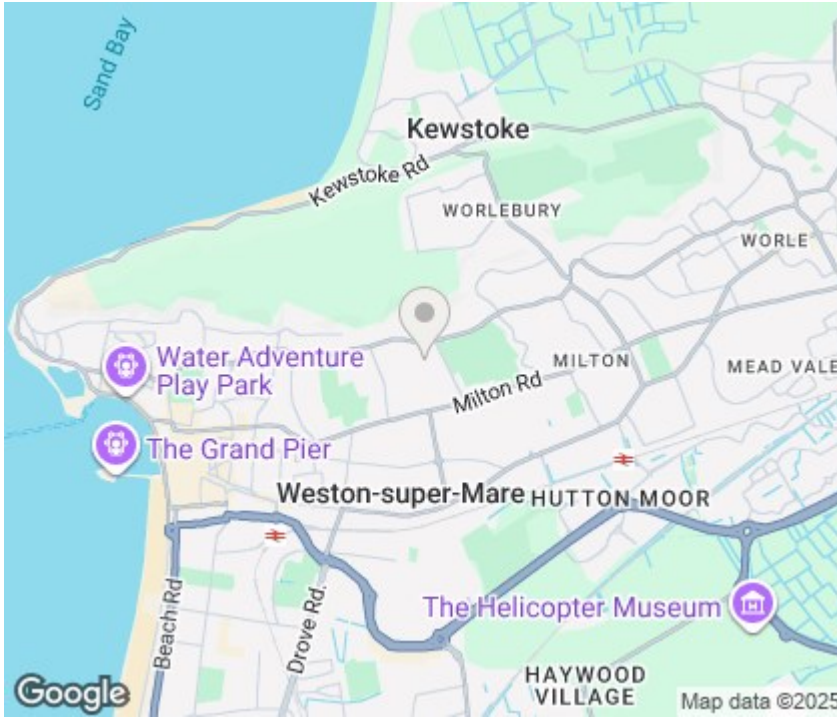 Sand Bay
Kewstoke
Kewstoke Rd
WORLEBURY
WORLE
Water Adventure
Play Park
MILTON
MEAD VALE
Milton Rd
The Grand Pier
Weston-super-Mare
HUTTON MOOR
Beach Rd
Drove Rd.
The Helicopter Museum
HAYWOOD
VILLAGE
Google
Map data ©2025